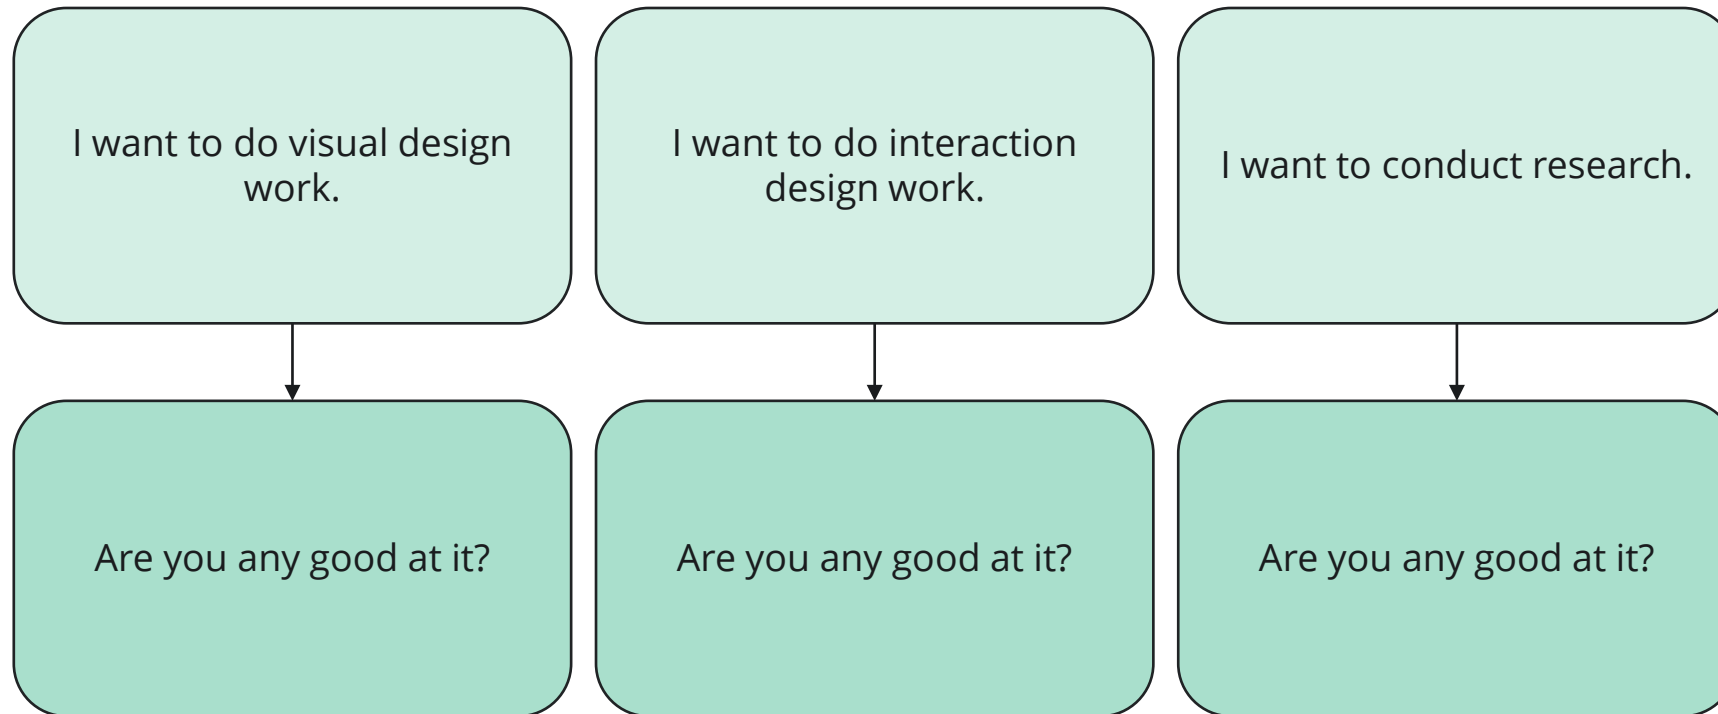 I want to do visual design
work.
I want to do interaction
design work.
I want to conduct research.
Are you any good at it?
Are you any good at it?
Are you any good at it?